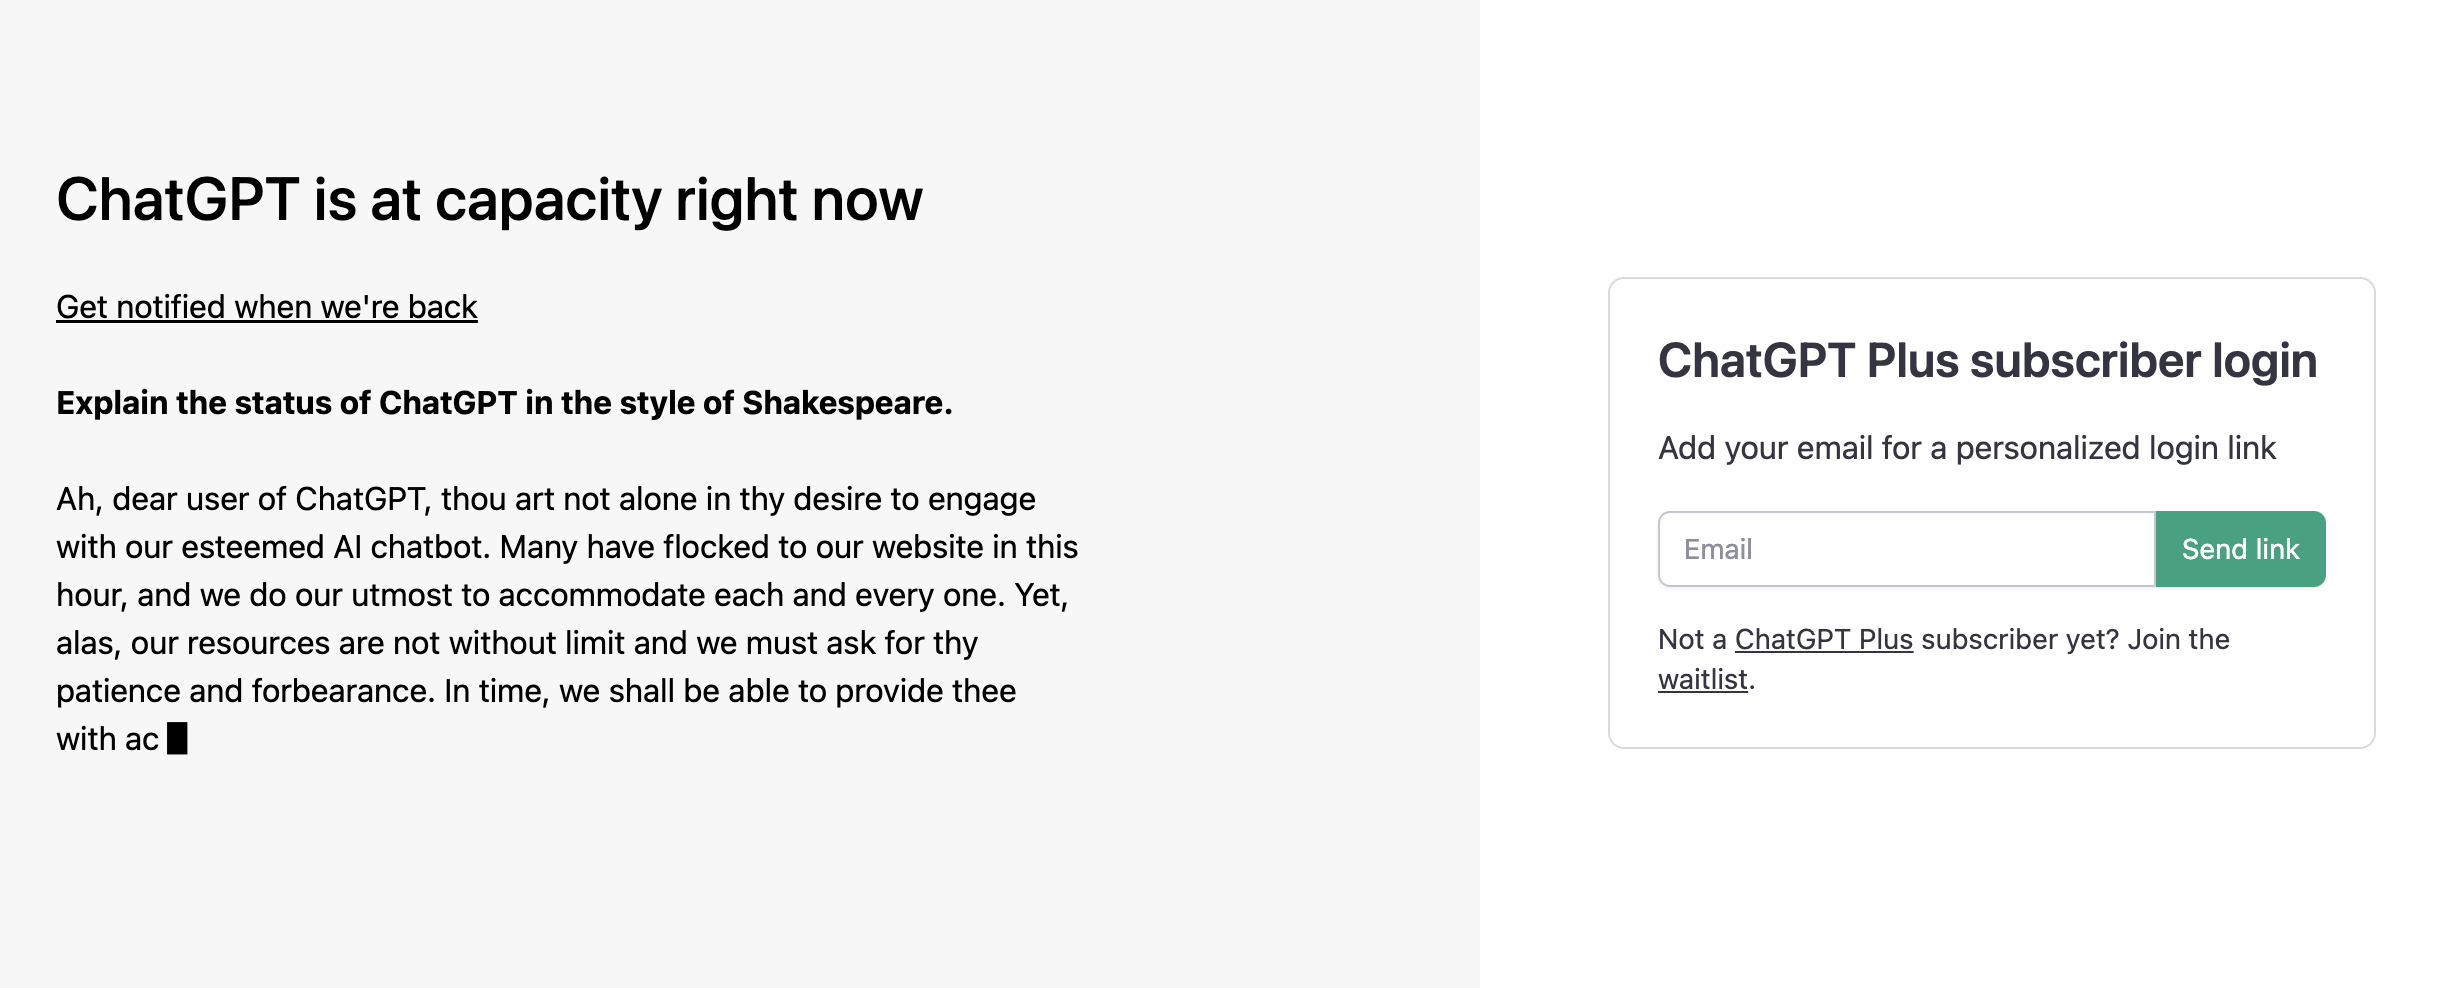 ChatGPT is at capacity right now
Get notified when we're back
Explain the status of ChatGPT in the style of Shakespeare.
Ah, dear user of ChatGPT, thou art not alone in thy desire to engage
with our esteemed AI chatbot. Many have flocked to our website in this
hour, and we do our utmost to accommodate each and every one. Yet,
alas, our resources are not without limit and we must ask for thy
patience and forbearance. In time, we shall be able to provide thee
with ac
ChatGPT Plus subscriber login
Add your email for a personalized login link
Email
Send link
Not a ChatGPT Plus subscriber yet? Join the
waitlist.